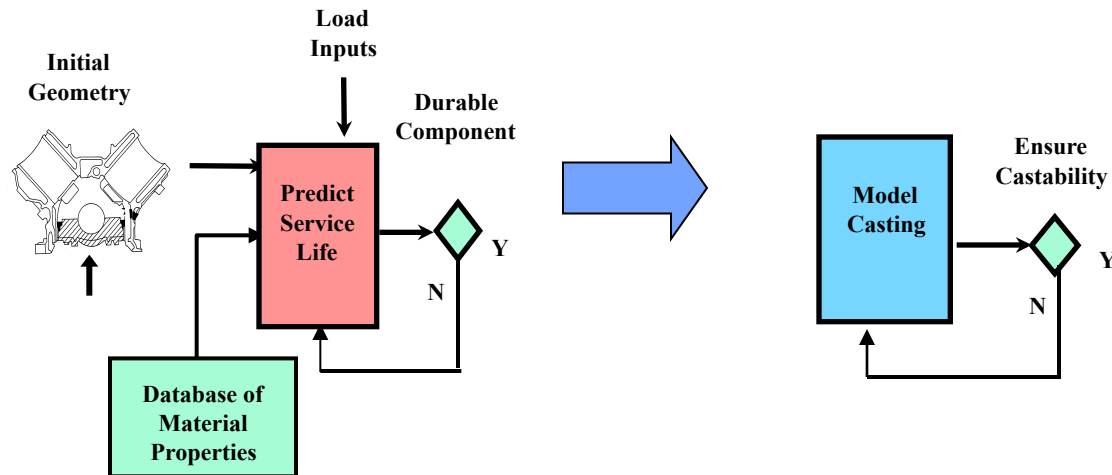 Load
Inputs
Initial
Geometry
Durable
Component
Predict
Service
Life
Y
N
Database of
Material
Properties
Ensure
Castability
Model
Casting
Y
N